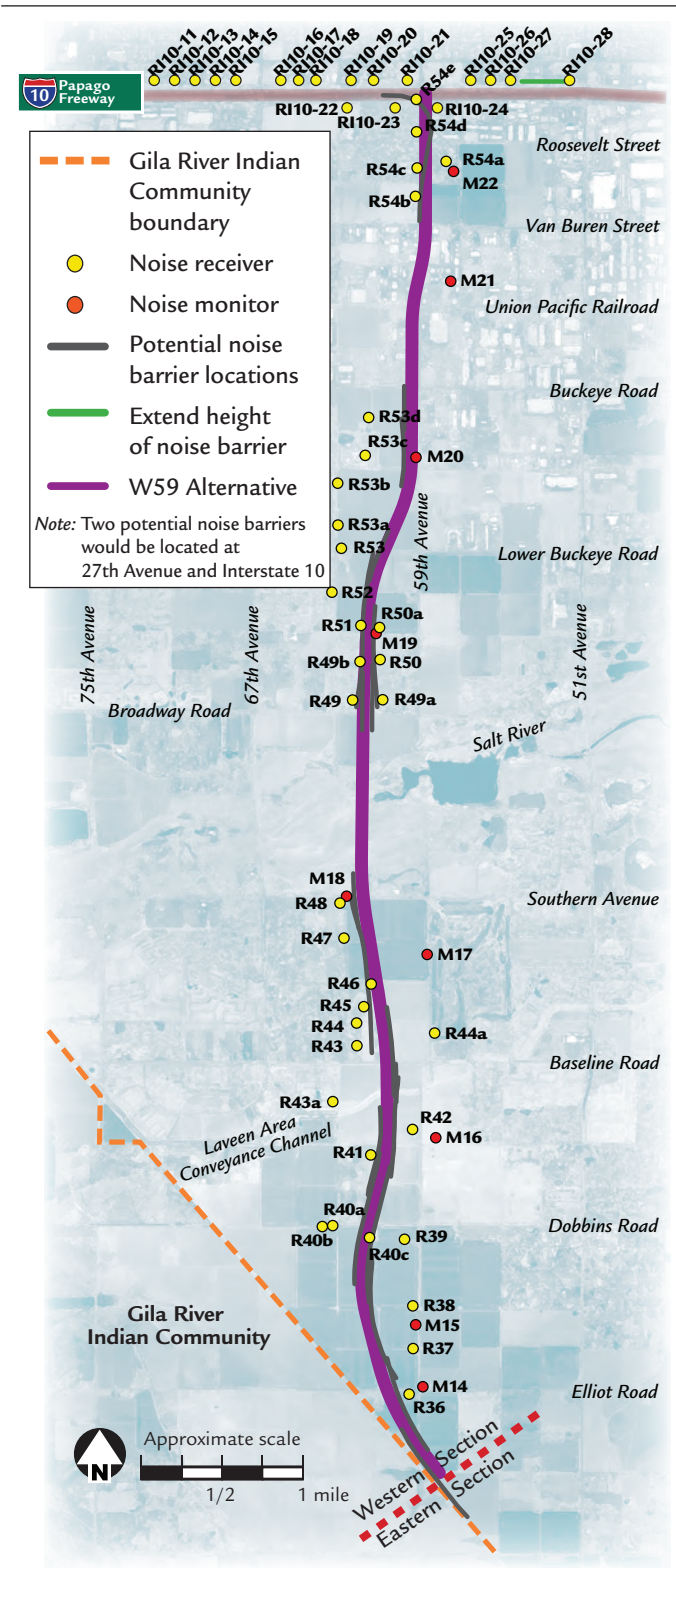 RI10-11
RI10-12
RI10-13
RI10-14
RI10-15
RI10-16
RI10-17
RI10-18
RI10-19
RI10-20
RI10-21
RI10-25
RI10-26
RI10-27
RI10-28
10 Papago
Freeway
R54e
RI10-22
RI10-23
RI10-24
R54d
Roosevelt Street
R54a
R54c
M22
R54b
Van Buren Street
M21
Union Pacific Railroad
Gila River Indian
Community
boundary
Noise receiver
Noise monitor
Potential noise
barrier locations
Extend height
of noise barrier
W59 Alternative
Note: Two potential noise barriers
would be located at
27th Avenue and Interstate 10
Buckeye Road
R53d
R53c
M20
R53b
59th Avenue
R53a
R53
Lower Buckeye Road
R52
75th Avenue
67th Avenue
51st Avenue
R50a
R51
M19
R49b
R50
R49
R49a
Broadway Road
Salt River
M18
R48
Southern Avenue
R47
M17
R46
R45
R44
R44a
R43
Baseline Road
R43a
R42
Laveen Area
Conveyance Channel
M16
R41
R40a
R40b
R39
Dobbins Road
R40c
R38
Gila River
Indian Community
M15
R37
M14
R36
Elliot Road
N
Approximate scale
1/2
1 mile
Western Section
Eastern Section